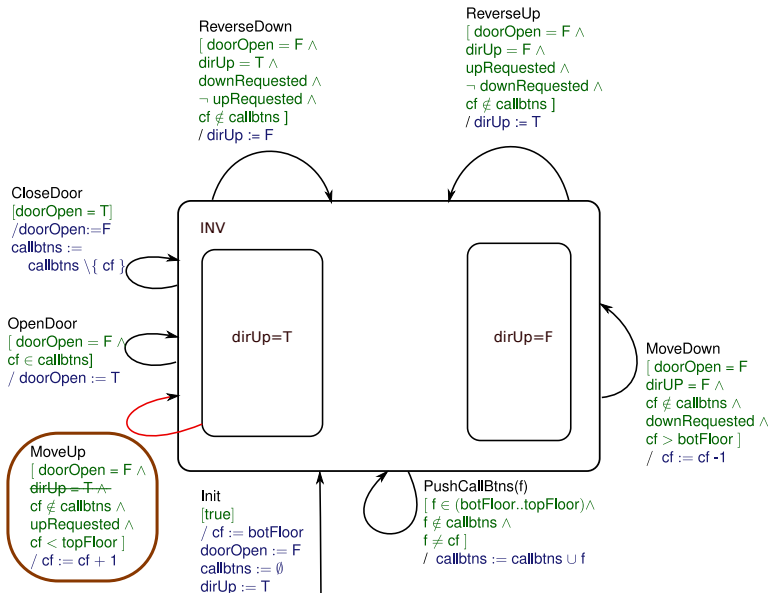 ReverseDown
[ doorOpen = F ∧
dirUp = T ∧
downRequested ∧
¬ upRequested ∧
cf ∉ callbtns ]
/ dirUp := F
ReverseUp
[ doorOpen = F ∧
dirUp = F ∧
upRequested ∧
¬ downRequested ∧
cf ∉ callbtns ]
/ dirUp := T
CloseDoor
[doorOpen = T]
/doorOpen:=F
callbtns :=
callbtns \{ cf }
INV
dirUp=T
dirUp=F
OpenDoor
[ doorOpen = F ∧
cf ∈ callbtns]
/ doorOpen := T
MoveDown
[ doorOpen = F
dirUP = F ∧
cf ∉ callbtns ∧
downRequested ∧
cf > botFloor ]
/ cf := cf -1
MoveUp
[ doorOpen = F ∧
dirUp = T ∧
cf ∉ callbtns ∧
upRequested ∧
cf < topFloor ]
/ cf := cf + 1
Init
[true]
/ cf := botFloor
doorOpen := F
callbtns := ∅
dirUp := T
PushCallBtns(f)
[ f ∈ (botFloor..topFloor)∧
f ∉ callbtns ∧
f ≠ cf ]
/ callbtns := callbtns ∪ f